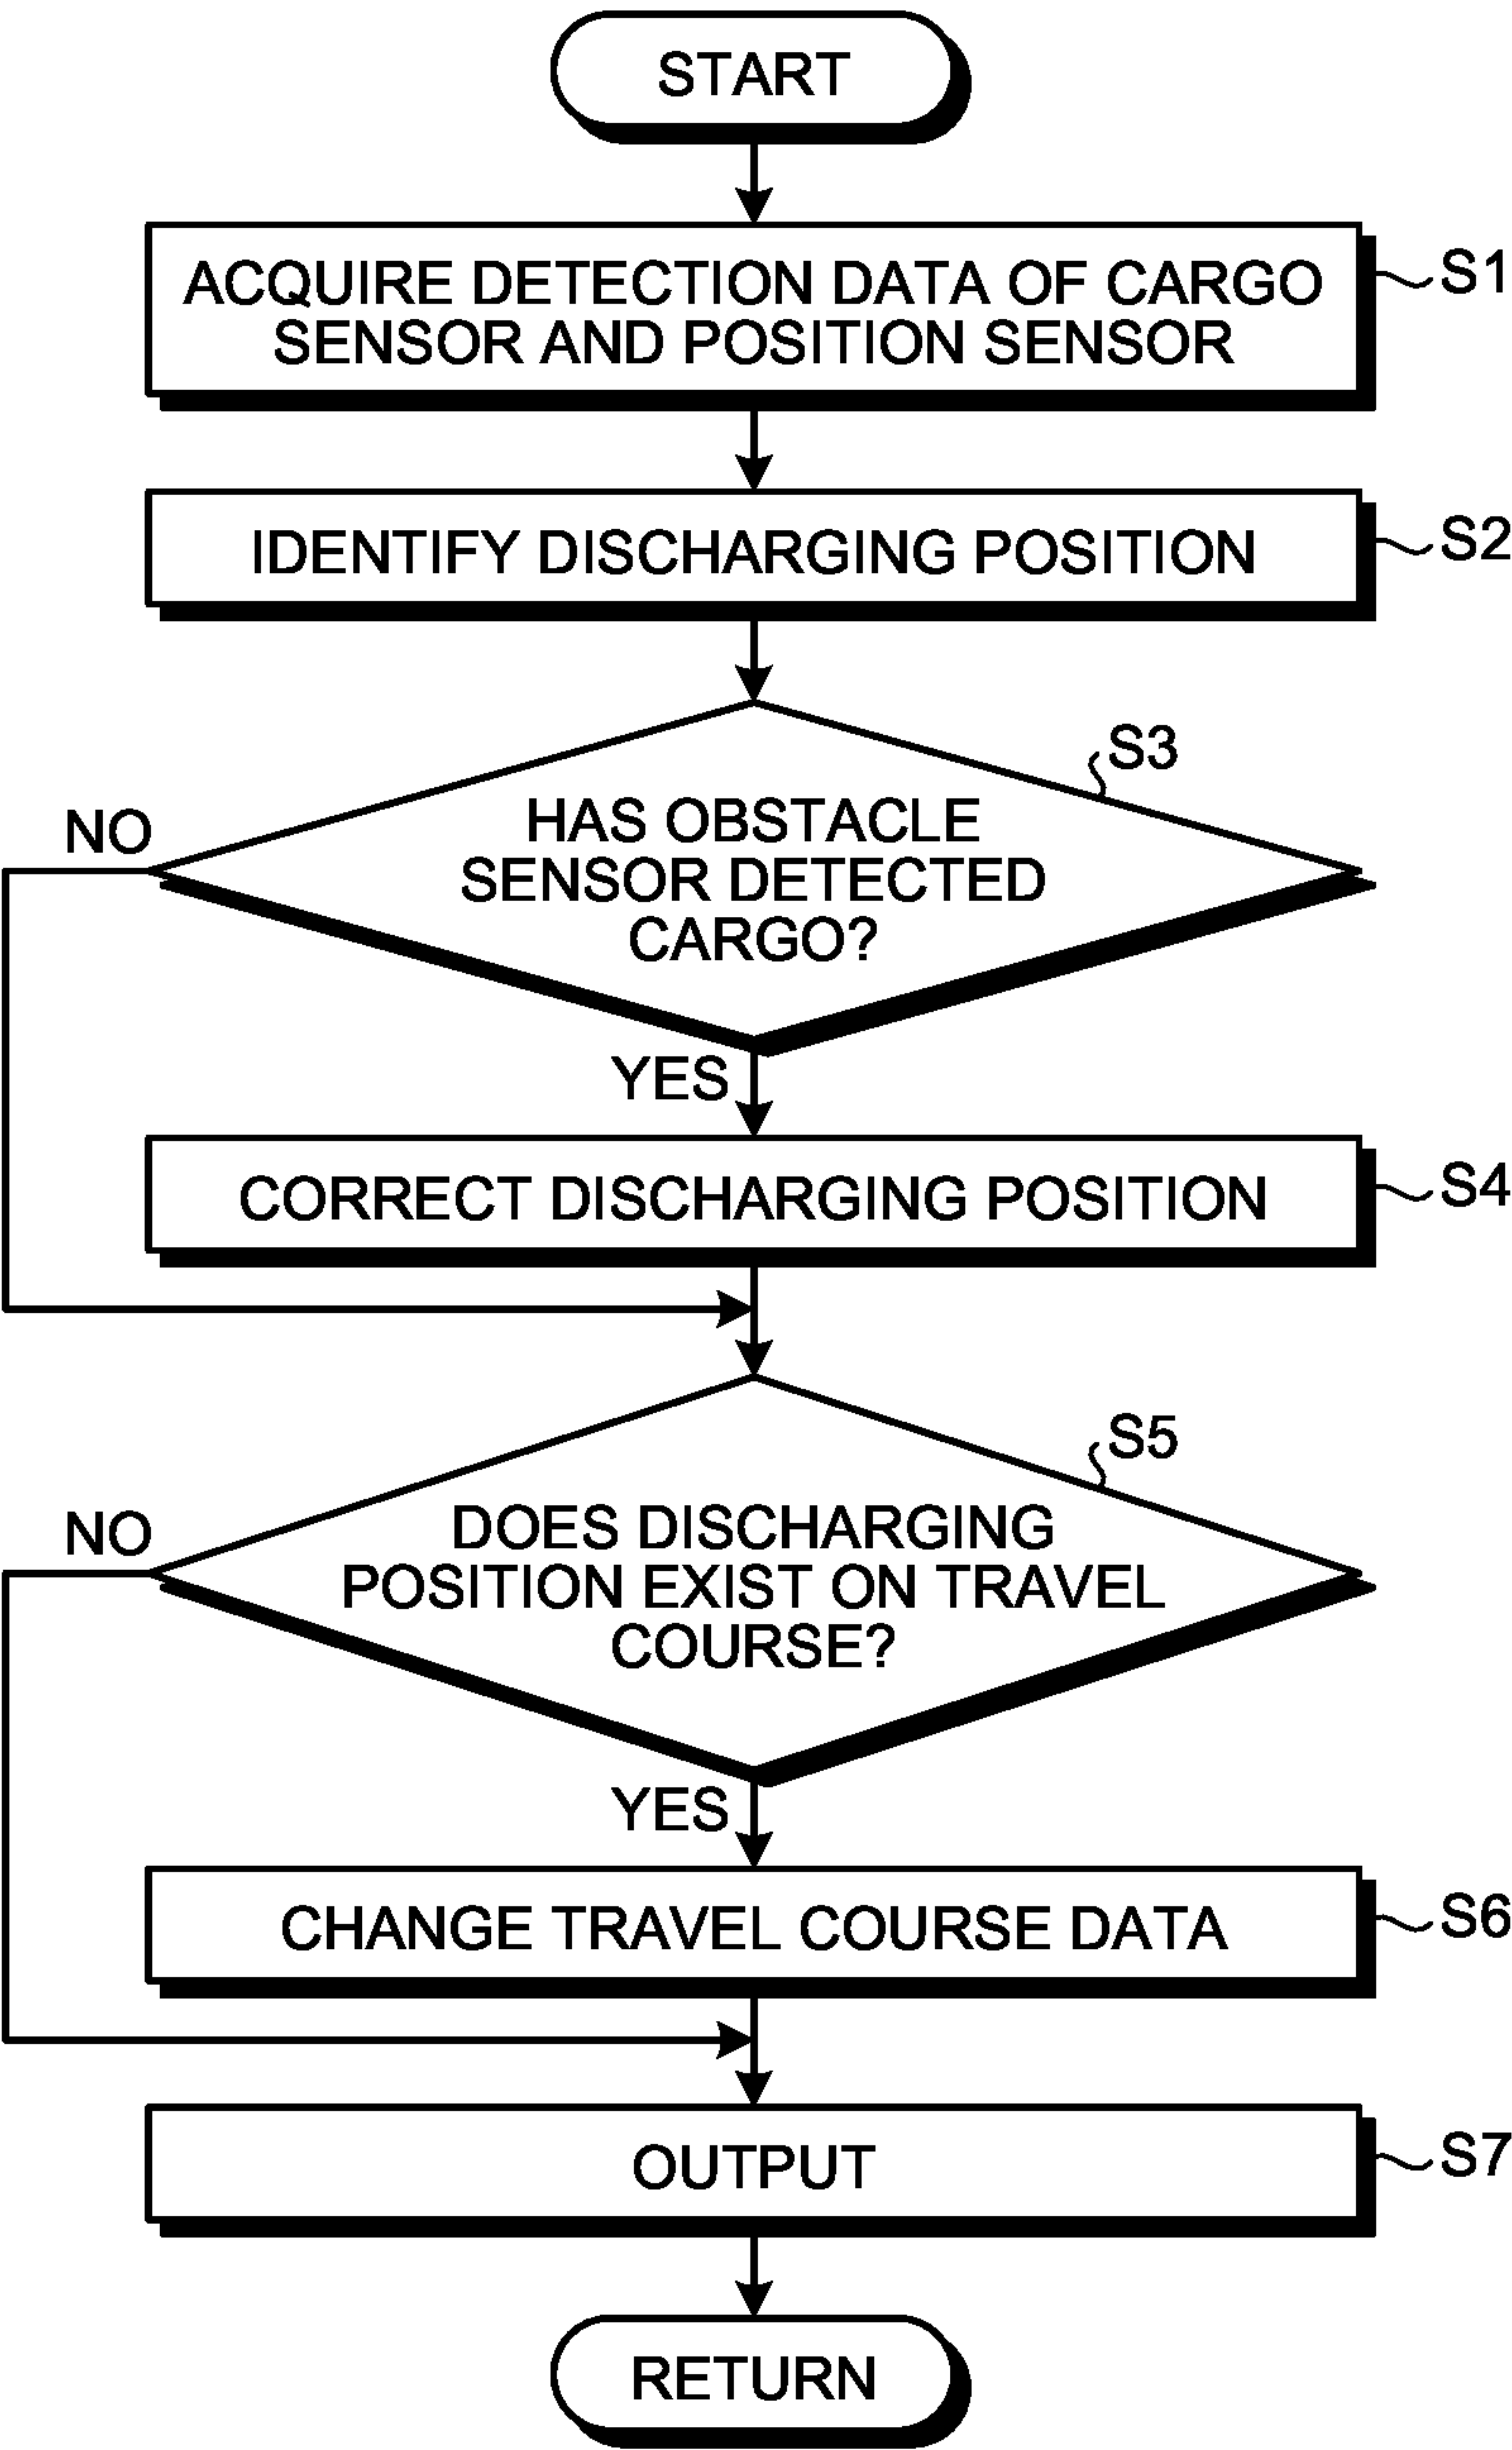 START
ACQUIRE DETECTION DATA OF CARGO
SENSOR AND POSITION SENSOR
S1
IDENTIFY DISCHARGING POSITION
S2
S3
HAS OBSTACLE
SENSOR DETECTED
CARGO?
NO
YES
CORRECT DISCHARGING POSITION
S4
S5
DOES DISCHARGING
POSITION EXIST ON TRAVEL
COURSE?
NO
YES
CHANGE TRAVEL COURSE DATA
S6
OUTPUT
S7
RETURN